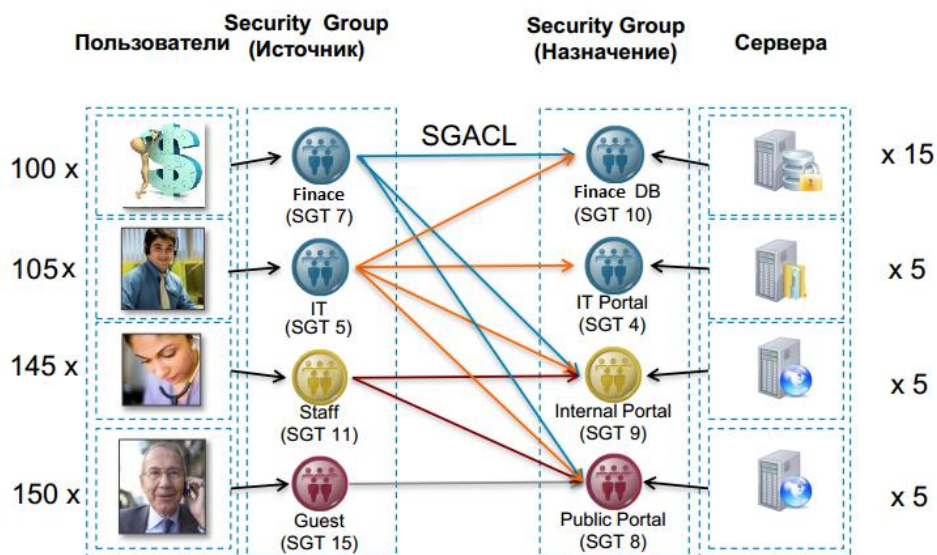 Пользователи
Security Group
(Источник)
Security Group
(Назначение)
Сервера
SGACL
100 x
Finace
(SGT 7)
Finace DB
(SGT 10)
x 15
105x
IT
(SGT 5)
IT Portal
(SGT 4)
x 5
145x
Staff
(SGT 11)
Internal Portal
(SGT 9)
x 5
150 x
Guest
(SGT 15)
Public Portal
(SGT 8)
x 5